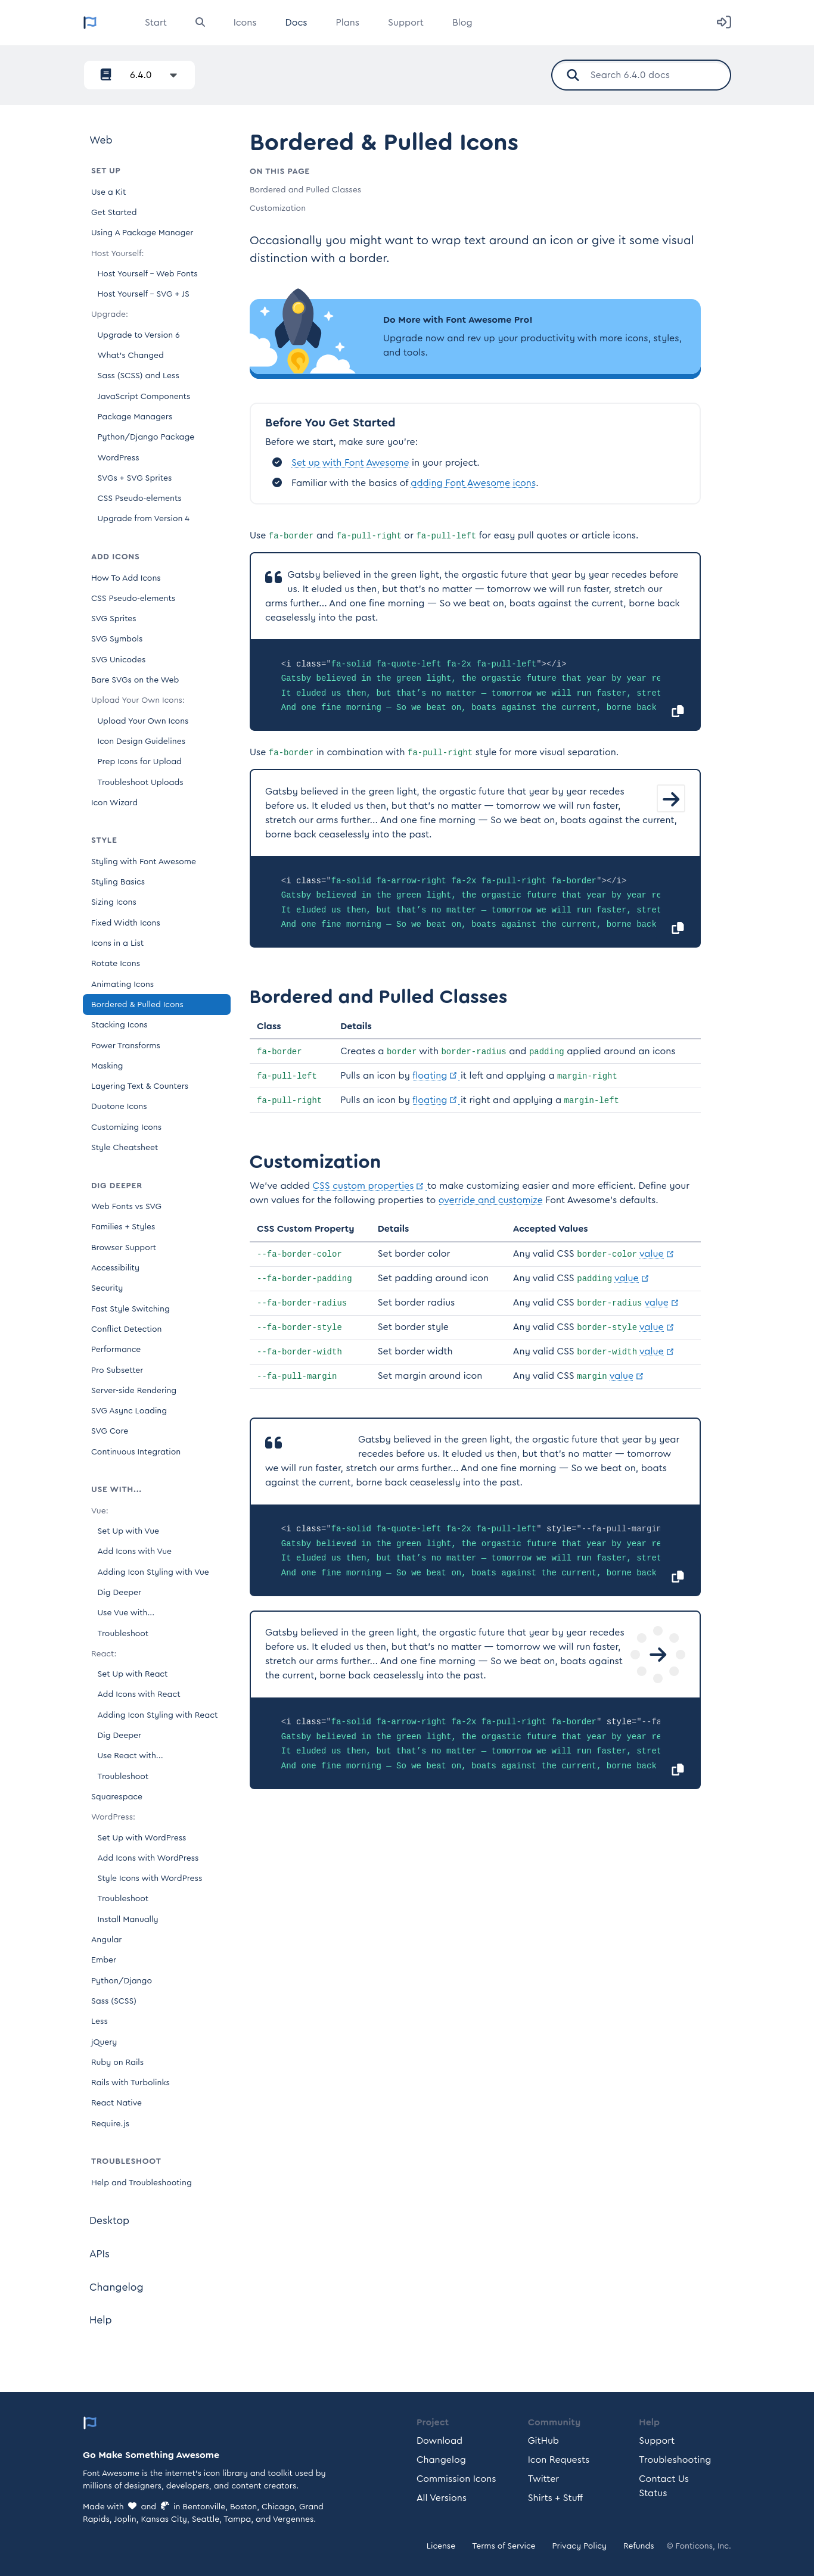 Start
Icons
Docs
Plans
Support
Blog
6.4.0
Search 6.4.0 docs
Web
SET UP
Use a Kit
Get Started
Using A Package Manager
Host Yourself:
Host Yourself - Web Fonts
Host Yourself - SVG + JS
Upgrade:
Upgrade to Version 6
What's Changed
Sass (SCSS) and Less
JavaScript Components
Package Managers
Python/Django Package
WordPress
SVGs + SVG Sprites
CSS Pseudo-elements
Upgrade from Version 4
ADD ICONS
How To Add Icons
CSS Pseudo-elements
SVG Sprites
SVG Symbols
SVG Unicodes
Bare SVGs on the Web
Upload Your Own Icons:
Upload Your Own Icons
Icon Design Guidelines
Prep Icons for Upload
Troubleshoot Uploads
Icon Wizard
STYLE
Styling with Font Awesome
Styling Basics
Sizing Icons
Fixed Width Icons
Icons in a List
Rotate Icons
Animating Icons
Bordered & Pulled Icons
Stacking Icons
Power Transforms
Masking
Layering Text & Counters
Duotone Icons
Customizing Icons
Style Cheatsheet
DIG DEEPER
Web Fonts vs SVG
Families + Styles
Browser Support
Accessibility
Security
Fast Style Switching
Conflict Detection
Performance
Pro Subsetter
Server-side Rendering
SVG Async Loading
SVG Core
Continuous Integration
USE WITH...
Vue:
Set Up with Vue
Add Icons with Vue
Adding Icon Styling with Vue
Dig Deeper
Use Vue with...
Troubleshoot
React:
Set Up with React
Add Icons with React
Adding Icon Styling with React
Dig Deeper
Use React with...
Troubleshoot
Squarespace
WordPress:
Set Up with WordPress
Add Icons with WordPress
Style Icons with WordPress
Troubleshoot
Install Manually
Angular
Ember
Python/Django
Sass (SCSS)
Less
jQuery
Ruby on Rails
Rails with Turbolinks
React Native
Require.js
TROUBLESHOOT
Help and Troubleshooting
Desktop
APIs
Changelog
Help
Bordered & Pulled Icons
ON THIS PAGE
Bordered and Pulled Classes
Customization
Occasionally you might want to wrap text around an icon or give it some visual
distinction with a border.
Do More with Font Awesome Pro!
Upgrade now and rev up your productivity with more icons, styles,
and tools.
Before You Get Started
Before we start, make sure you're:
Set up with Font Awesome in your project.
Familiar with the basics of adding Font Awesome icons.
Use fa-border and fa-pull-right or fa-pull-left for easy pull quotes or article icons.
Gatsby believed in the green light, the orgastic future that year by year recedes before
us. It eluded us then, but that's no matter — tomorrow we will run faster, stretch our
arms further... And one fine morning — So we beat on, boats against the current, borne back
ceaselessly into the past.
<i class="fa-solid fa-quote-left fa-2x fa-pull-left"></i>
Gatsby believed in the green light, the orgastic future that year by year re
It eluded us then, but that's no matter — tomorrow we will run faster, stret
And one fine morning — So we beat on, boats against the current, borne back
Use fa-border in combination with fa-pull-right style for more visual separation.
Gatsby believed in the green light, the orgastic future that year by year recedes
before us. It eluded us then, but that's no matter — tomorrow we will run faster,
stretch our arms further... And one fine morning — So we beat on, boats against the current,
borne back ceaselessly into the past.
<i class="fa-solid fa-arrow-right fa-2x fa-pull-right fa-border"></i>
Gatsby believed in the green light, the orgastic future that year by year re
It eluded us then, but that's no matter — tomorrow we will run faster, stret
And one fine morning — So we beat on, boats against the current, borne back
Bordered and Pulled Classes
Class Details
fa-border Creates a border with border-radius and padding applied around an icons
fa-pull-left Pulls an icon by floating it left and applying a margin-right
fa-pull-right Pulls an icon by floating it right and applying a margin-left
Customization
We've added CSS custom properties to make customizing easier and more efficient. Define your
own values for the following properties to override and customize Font Awesome's defaults.
CSS Custom Property Details Accepted Values
--fa-border-color Set border color Any valid CSS border-color value
--fa-border-padding Set padding around icon Any valid CSS padding value
--fa-border-radius Set border radius Any valid CSS border-radius value
--fa-border-style Set border style Any valid CSS border-style value
--fa-border-width Set border width Any valid CSS border-width value
--fa-pull-margin Set margin around icon Any valid CSS margin value
Gatsby believed in the green light, the orgastic future that year by year
recedes before us. It eluded us then, but that's no matter — tomorrow
we will run faster, stretch our arms further... And one fine morning — So we beat on, boats
against the current, borne back ceaselessly into the past.
<i class="fa-solid fa-quote-left fa-2x fa-pull-left" style="--fa-pull-margin
Gatsby believed in the green light, the orgastic future that year by year re
It eluded us then, but that's no matter — tomorrow we will run faster, stret
And one fine morning — So we beat on, boats against the current, borne back
Gatsby believed in the green light, the orgastic future that year by year recedes
before us. It eluded us then, but that's no matter — tomorrow we will run faster,
stretch our arms further... And one fine morning — So we beat on, boats against
the current, borne back ceaselessly into the past.
<i class="fa-solid fa-arrow-right fa-2x fa-pull-right fa-border" style="--fa
Gatsby believed in the green light, the orgastic future that year by year re
It eluded us then, but that's no matter — tomorrow we will run faster, stret
And one fine morning — So we beat on, boats against the current, borne back
Go Make Something Awesome
Font Awesome is the internet's icon library and toolkit used by
millions of designers, developers, and content creators.
Made with and in Bentonville, Boston, Chicago, Grand
Rapids, Joplin, Kansas City, Seattle, Tampa, and Vergennes.
Project
Download
Changelog
Commission Icons
All Versions
Community
GitHub
Icon Requests
Twitter
Shirts + Stuff
Help
Support
Troubleshooting
Contact Us
Status
License
Terms of Service
Privacy Policy
Refunds
© Fonticons, Inc.